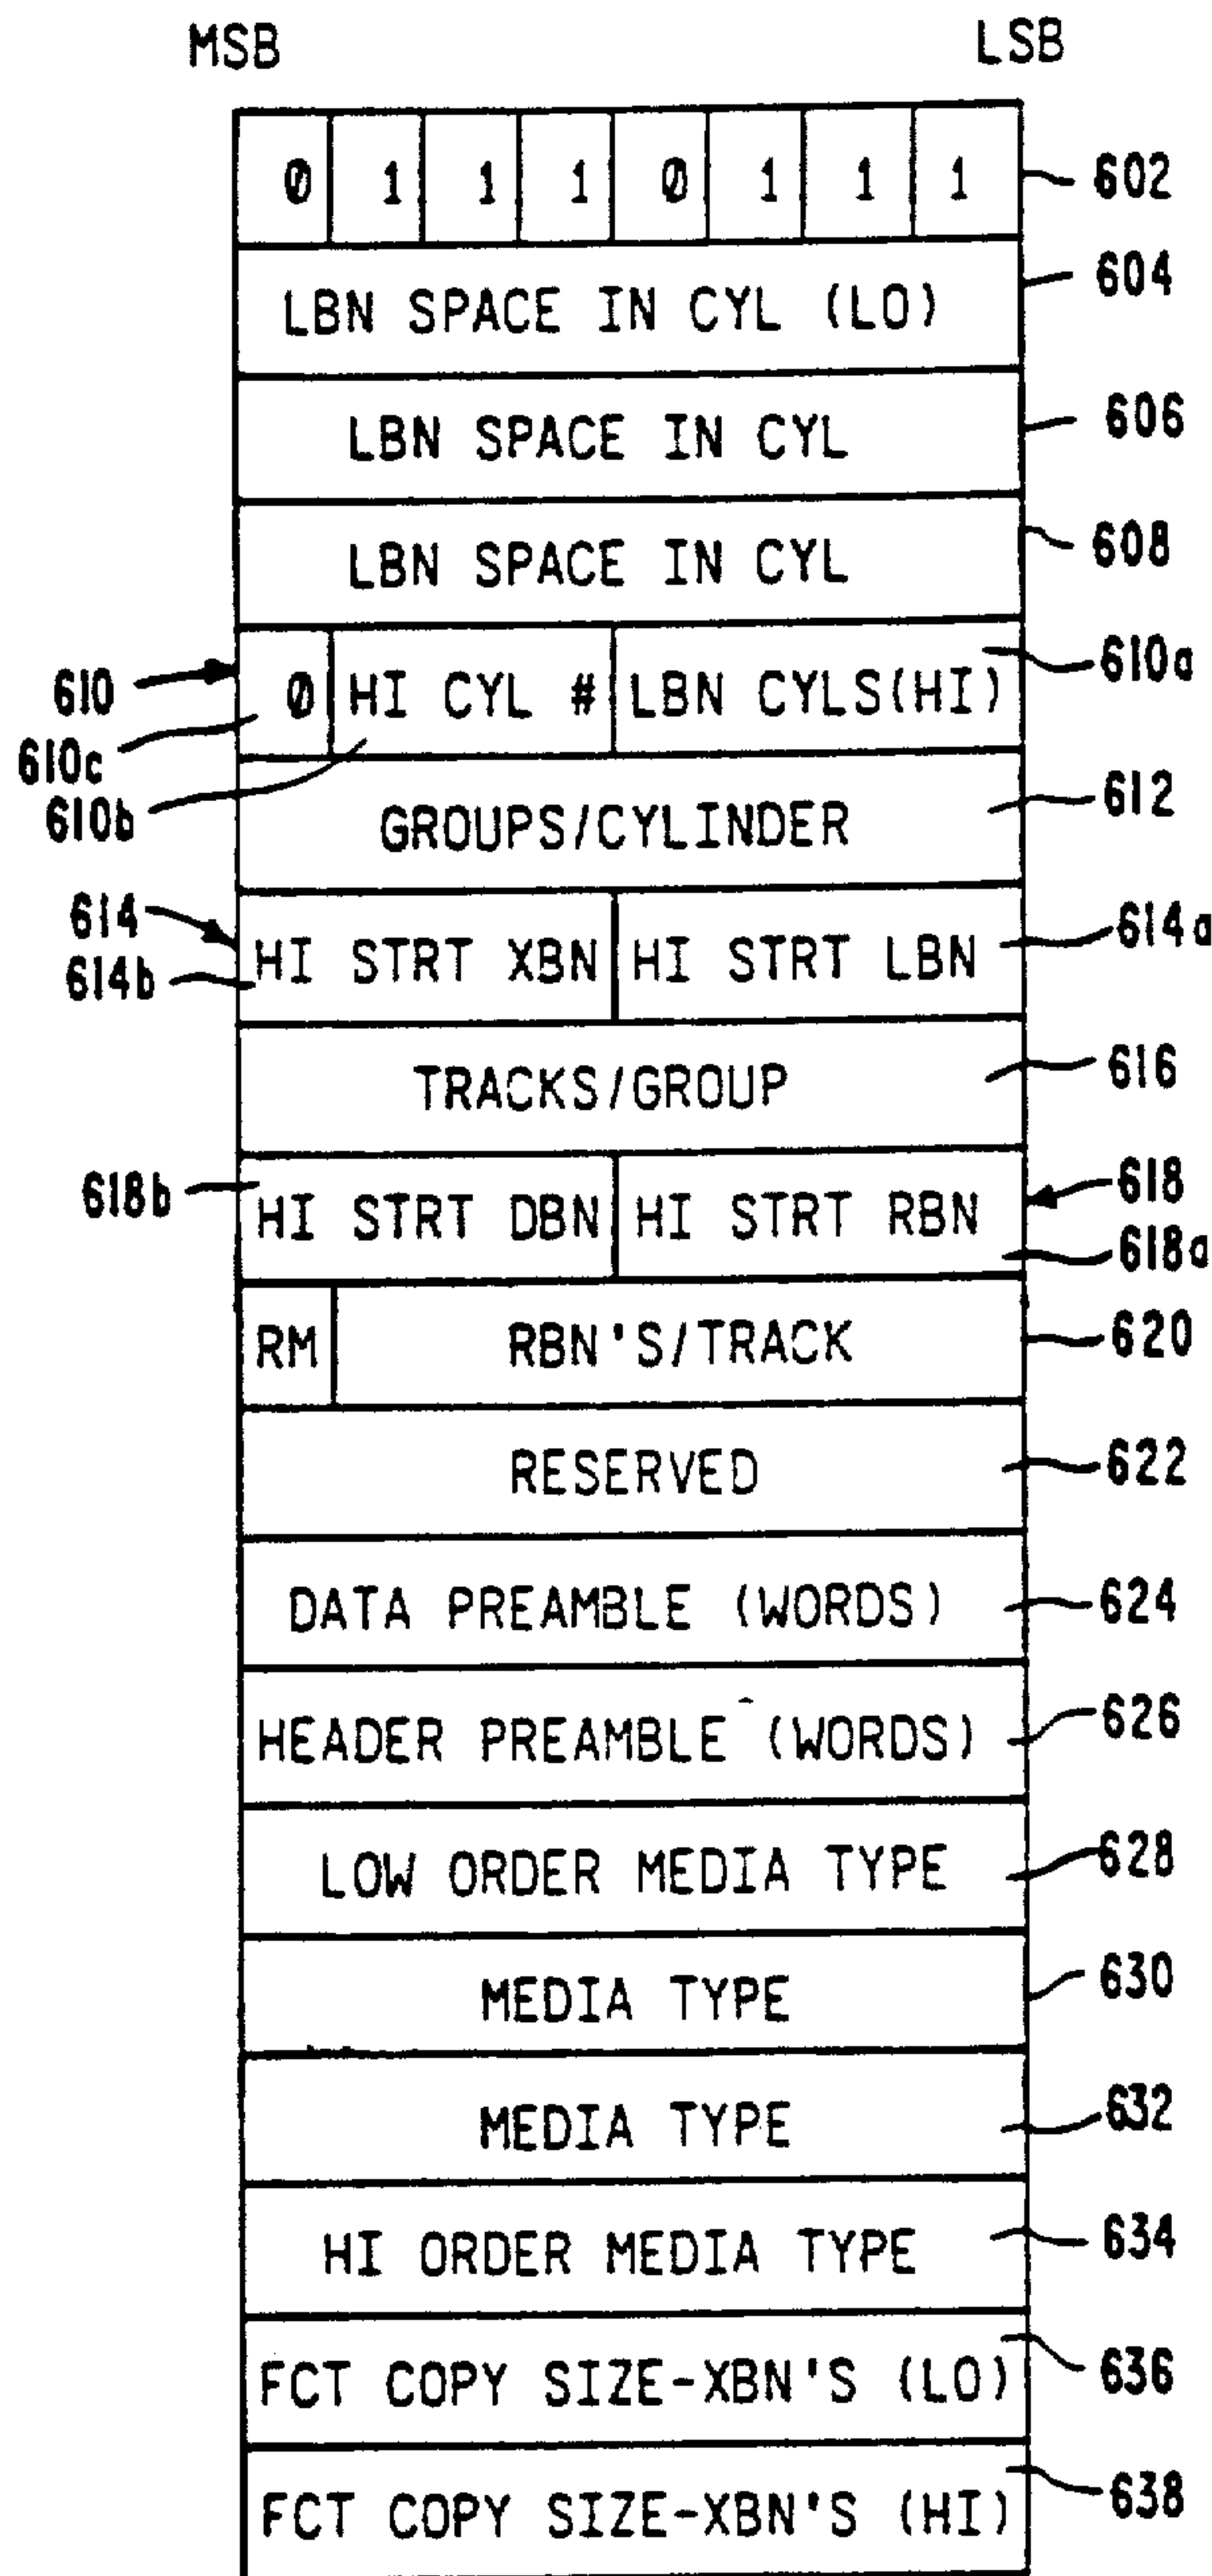 MSB LSB
0 1 1 1 0 1 1 1 602
LBN SPACE IN CYL (LO) 604
LBN SPACE IN CYL 606
LBN SPACE IN CYL 608
610 0 HI CYL # LBN CYLS(HI) 610a
610c
610b
GROUPS/CYLINDER 612
614
614b HI STRT XBN HI STRT LBN 614a
TRACKS/GROUP 616
618b HI STRT DBN HI STRT RBN 618
618a
RM RBN'S/TRACK 620
RESERVED 622
DATA PREAMBLE (WORDS) 624
HEADER PREAMBLE (WORDS) 626
LOW ORDER MEDIA TYPE 628
MEDIA TYPE 630
MEDIA TYPE 632
HI ORDER MEDIA TYPE 634
FCT COPY SIZE-XBN'S (LO) 636
FCT COPY SIZE-XBN'S (HI) 638